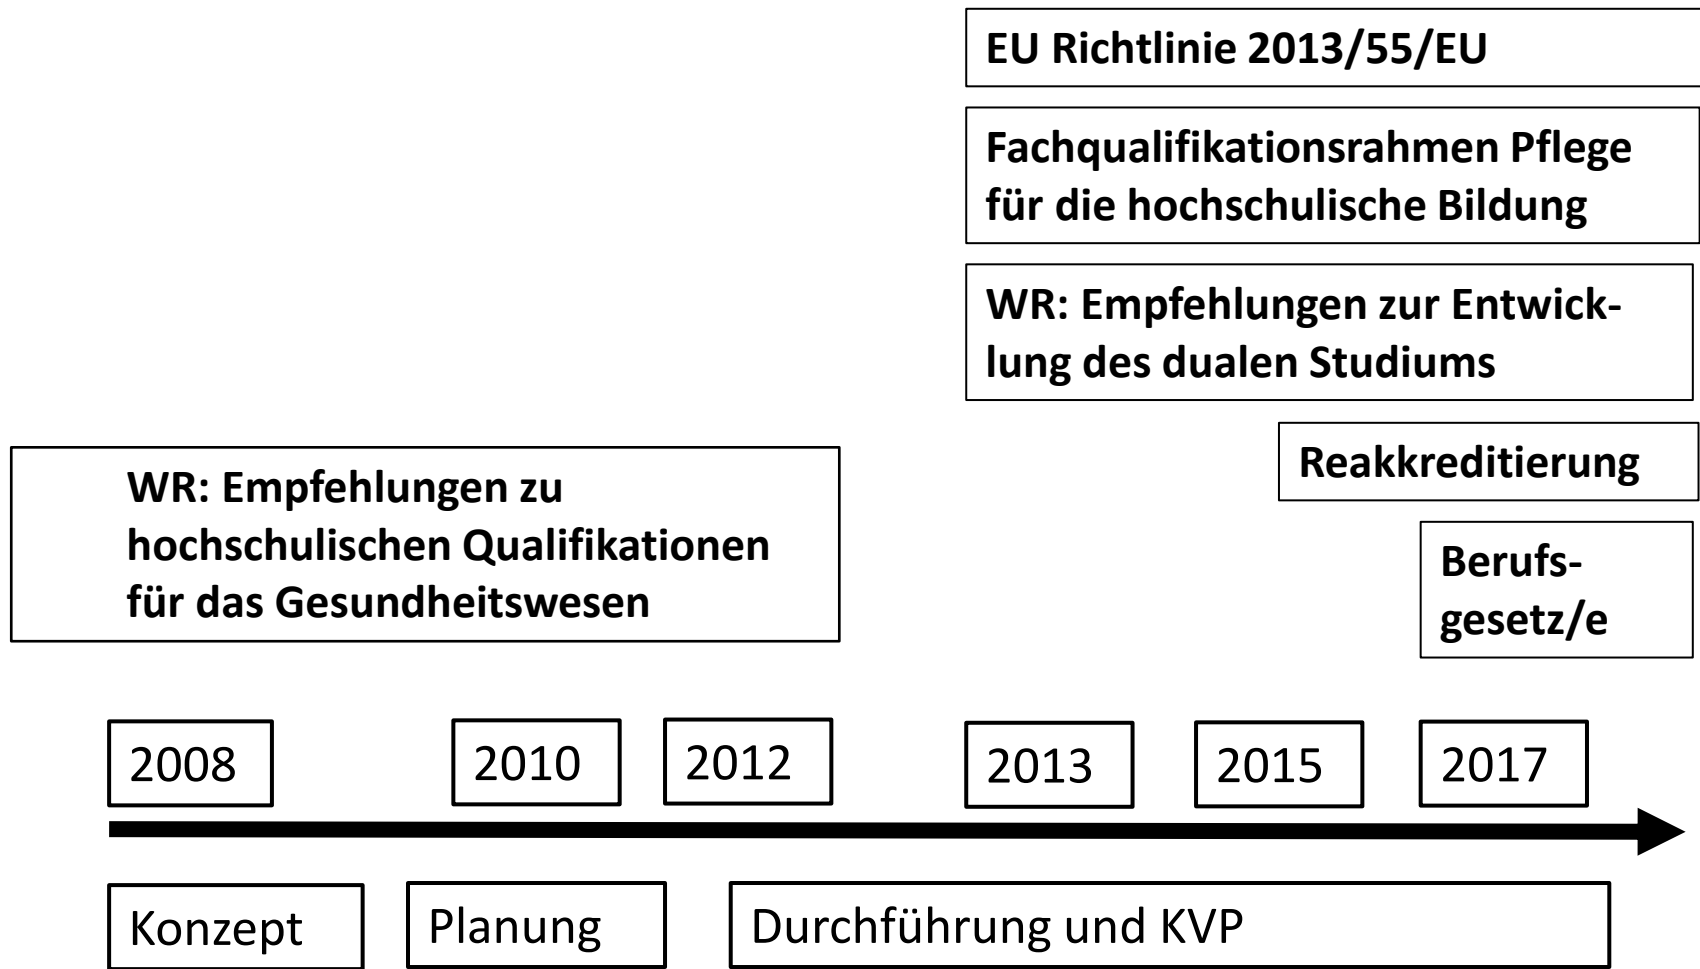 EU Richtlinie 2013/55/EU
Fachqualifikationsrahmen Pflege
für die hochschulische Bildung
WR: Empfehlungen zur Entwick-
lung des dualen Studiums
Reakkreditierung
WR: Empfehlungen zu
hochschulischen Qualifikationen
für das Gesundheitswesen
Berufs-
gesetz/e
2008
2010
2012
2013
2015
2017
Konzept
Planung
Durchführung und KVP